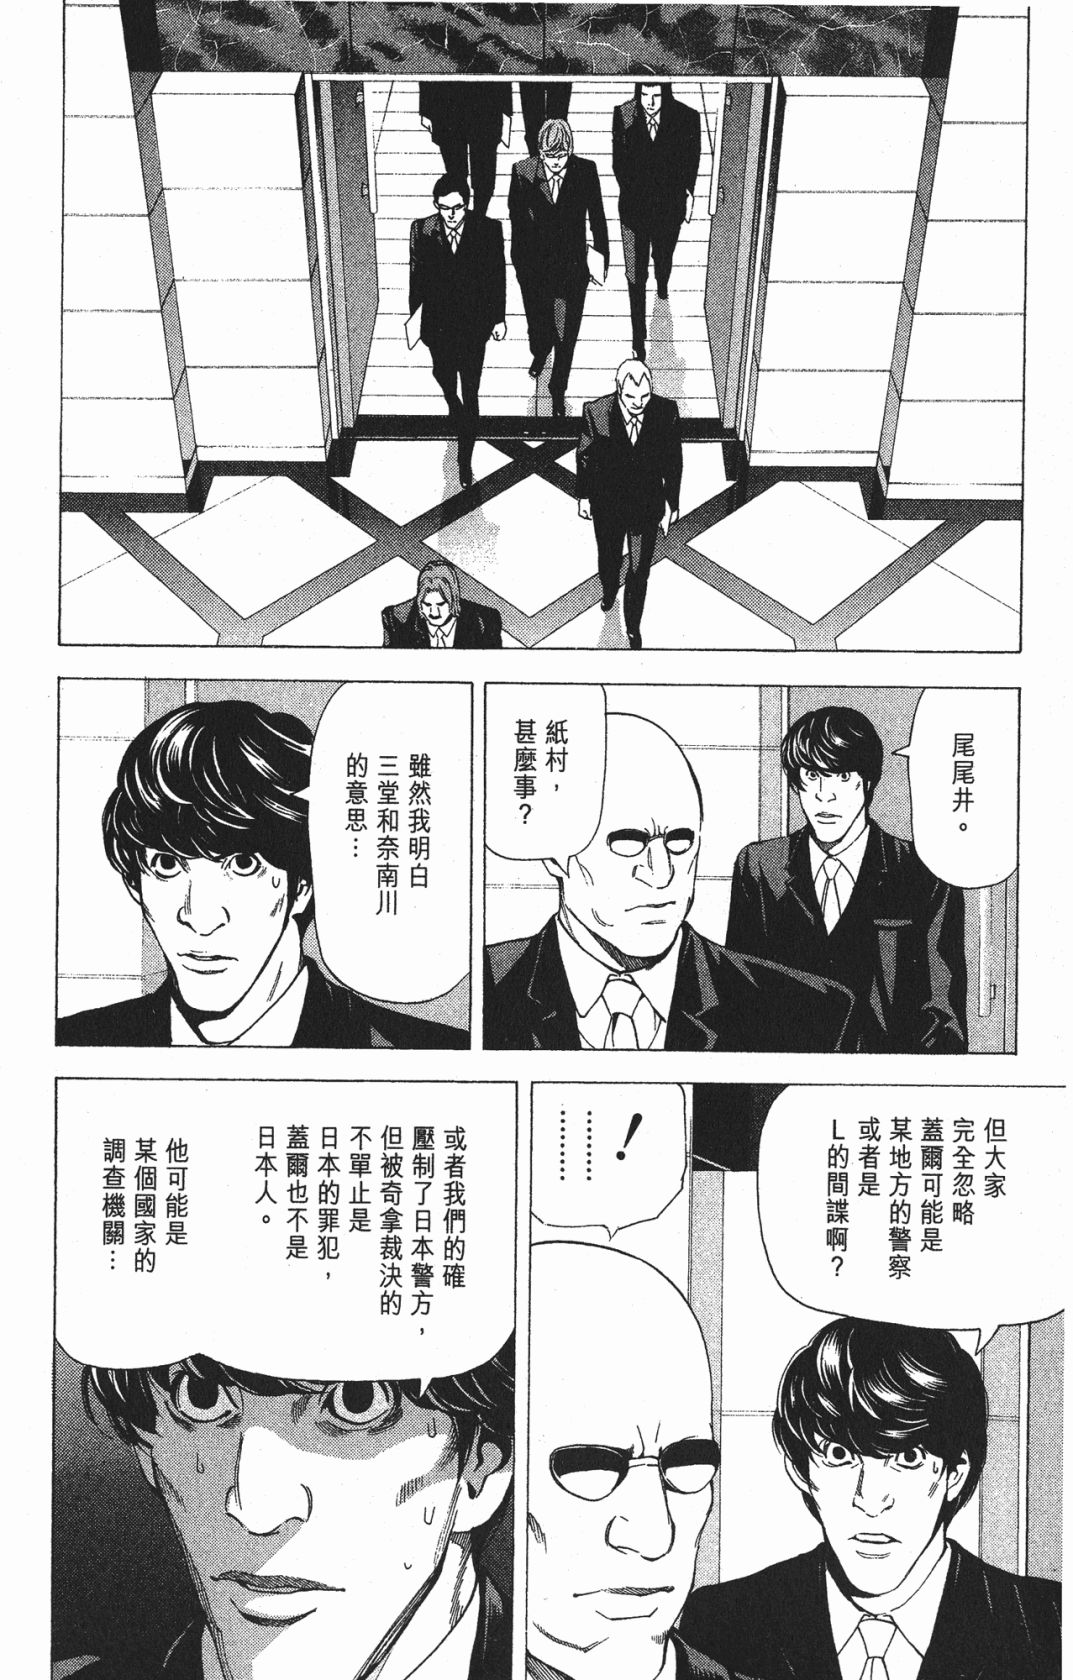 尾尾井。
紙村，
甚麼事？
雖然我明白
三堂和奈南川
的意思…
但大家
完全忽略
蓋爾可能是
某地方的警察
或者是
L的間諜啊？
！
………
………
或者我們的確
壓制了日本警方，
但被奇拿裁決的
不單止是
日本的罪犯，
蓋爾也不是
日本人。
他可能是
某個國家的
調查機關…